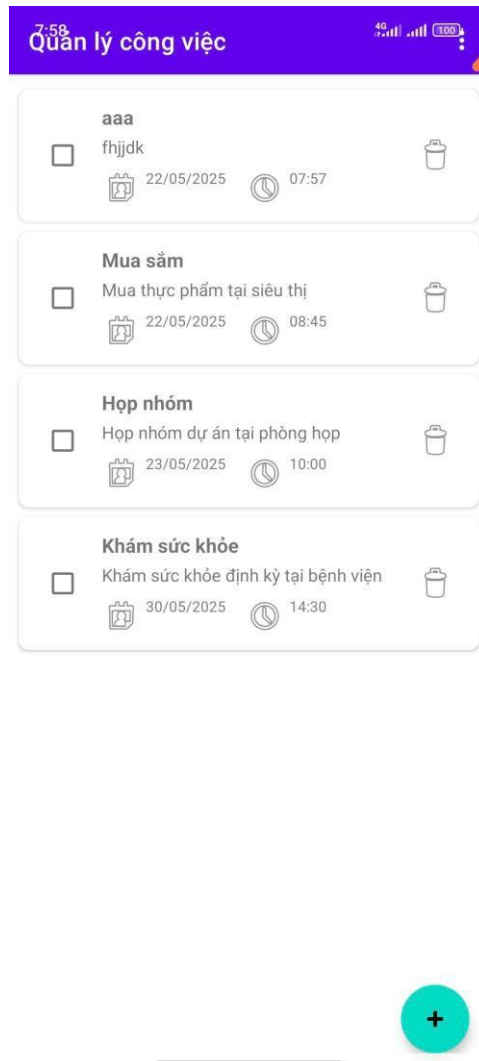 7:58
4G
100
Quản lý công việc
aaa
fhjjdk
22/05/2025 07:57
Mua sắm
Mua thực phẩm tại siêu thị
22/05/2025 08:45
Họp nhóm
Họp nhóm dự án tại phòng họp
23/05/2025 10:00
Khám sức khỏe
Khám sức khỏe định kỳ tại bệnh viện
30/05/2025 14:30
+